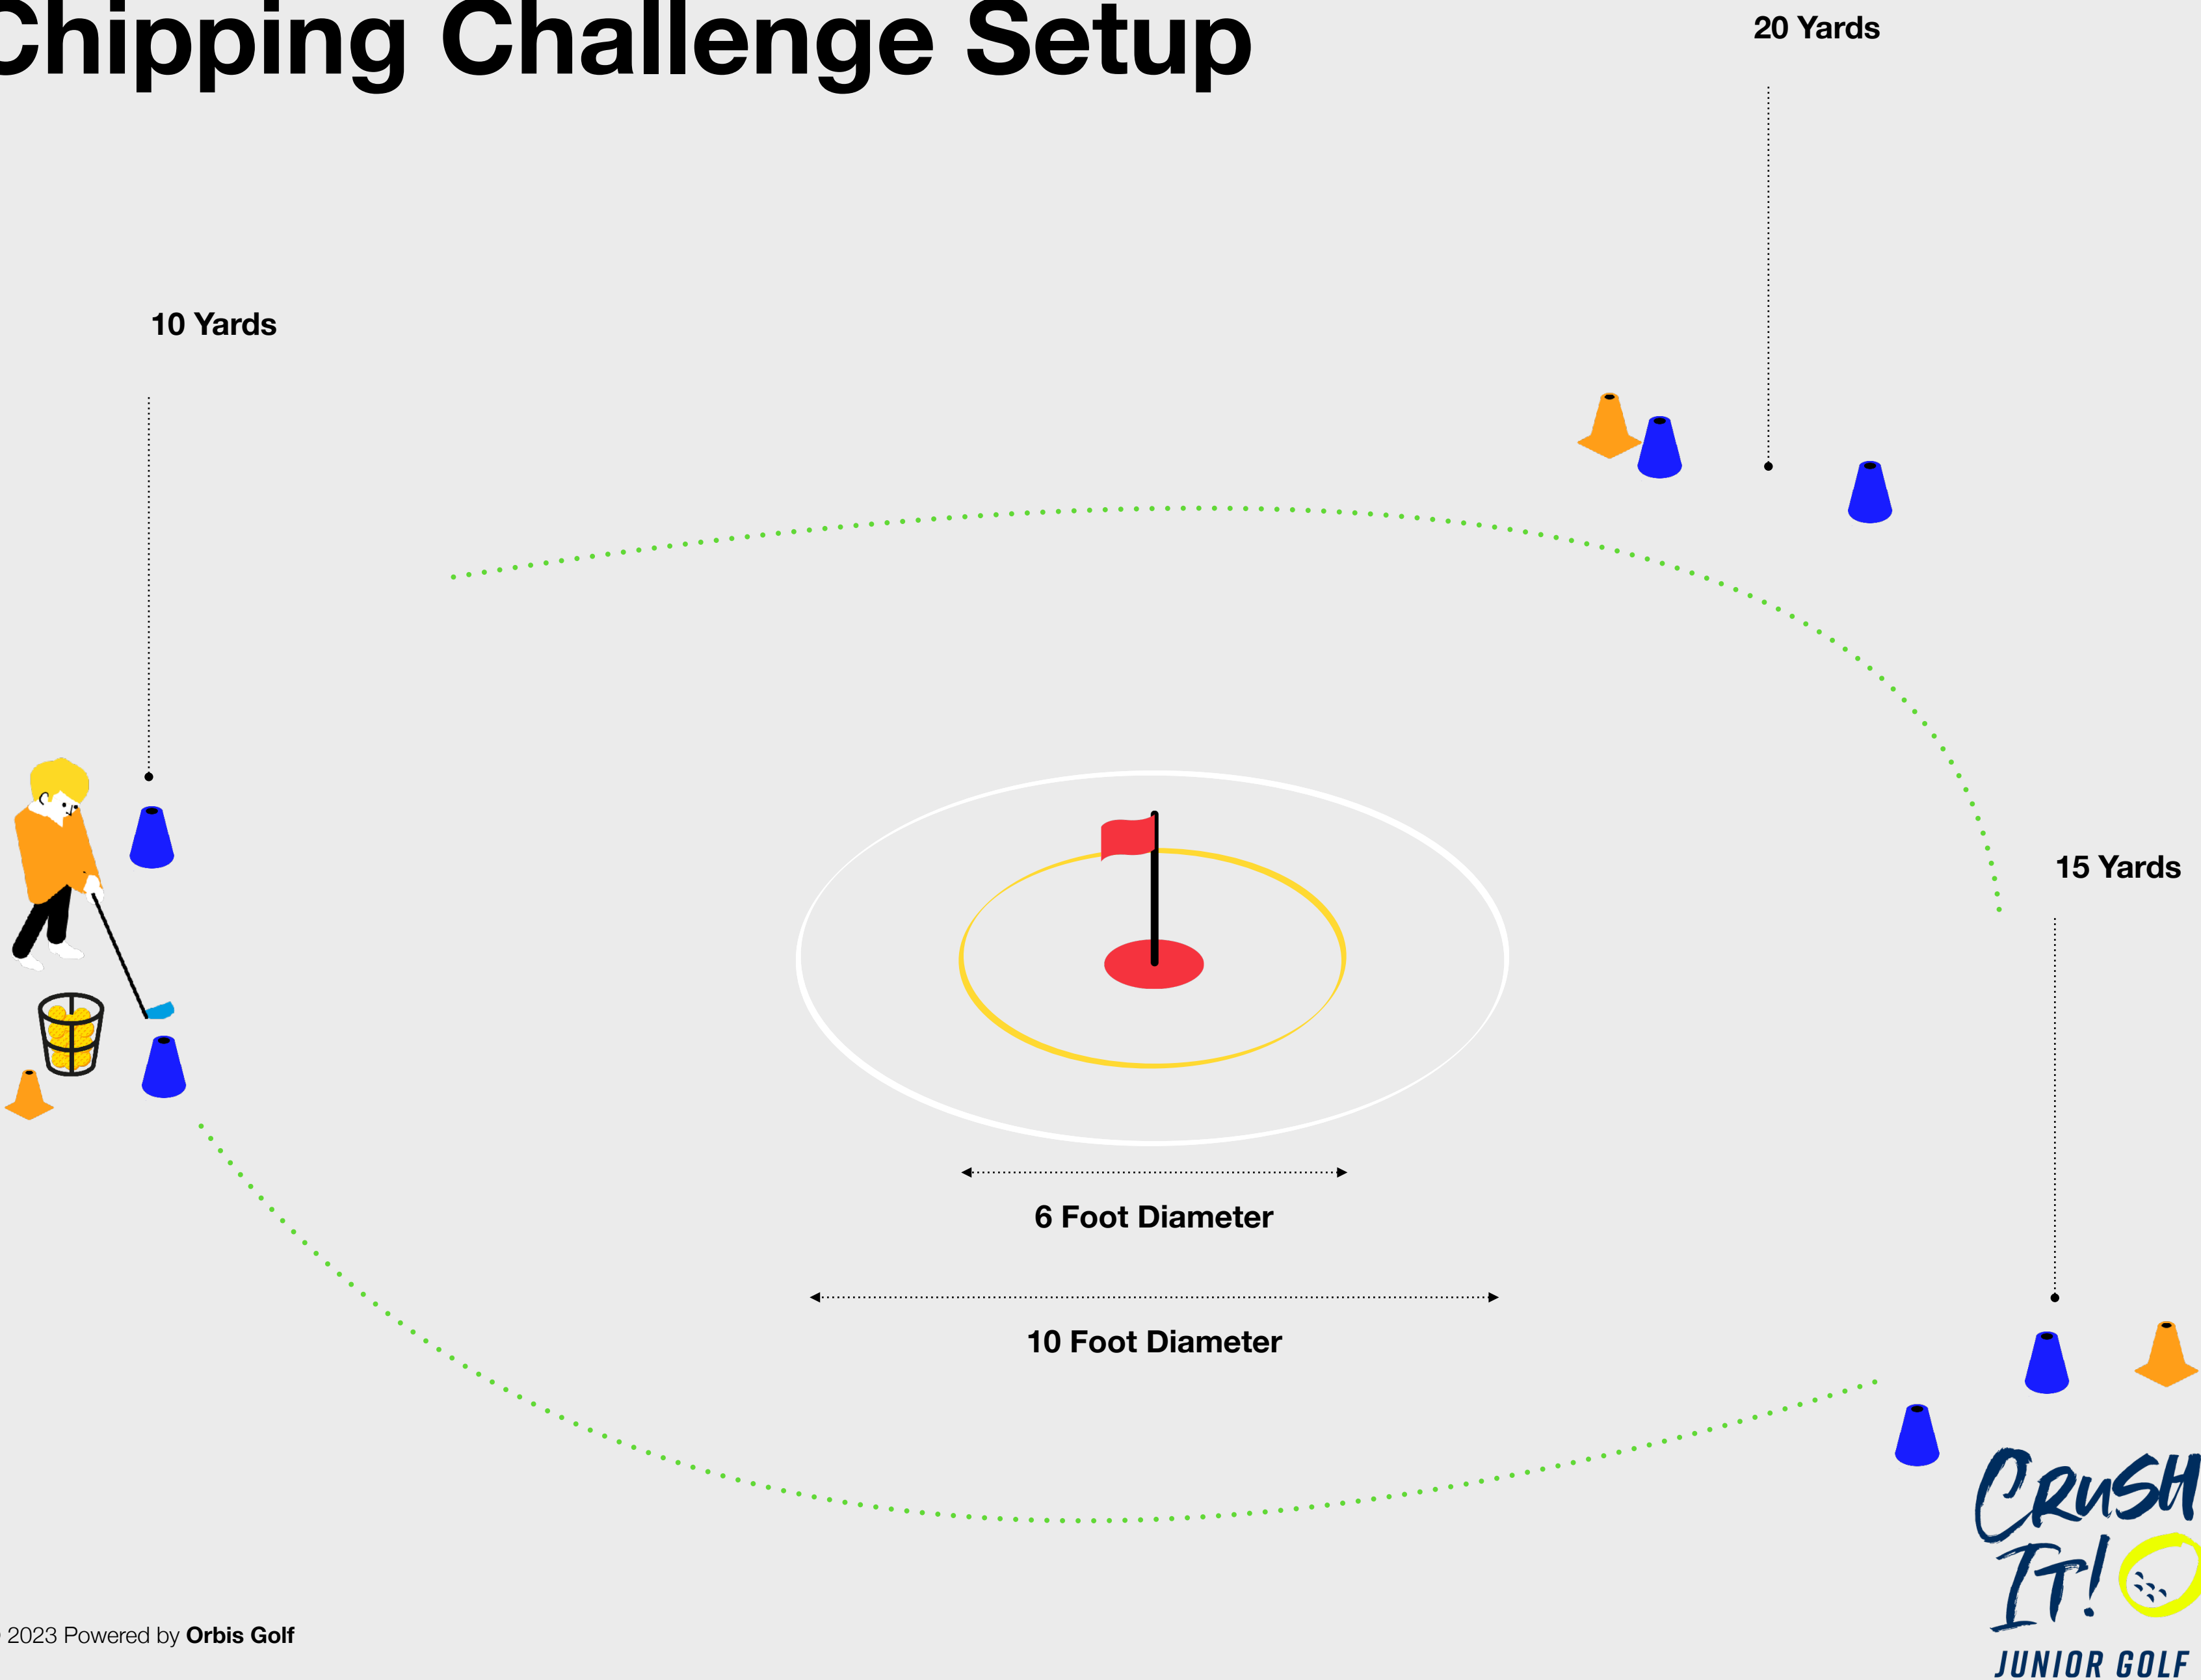 Chipping Challenge Setup
20 Yards
10 Yards
15 Yards
6 Foot Diameter
10 Foot Diameter
CRUSH
IT!
JUNIOR GOLF
2023 Powered by Orbis Golf